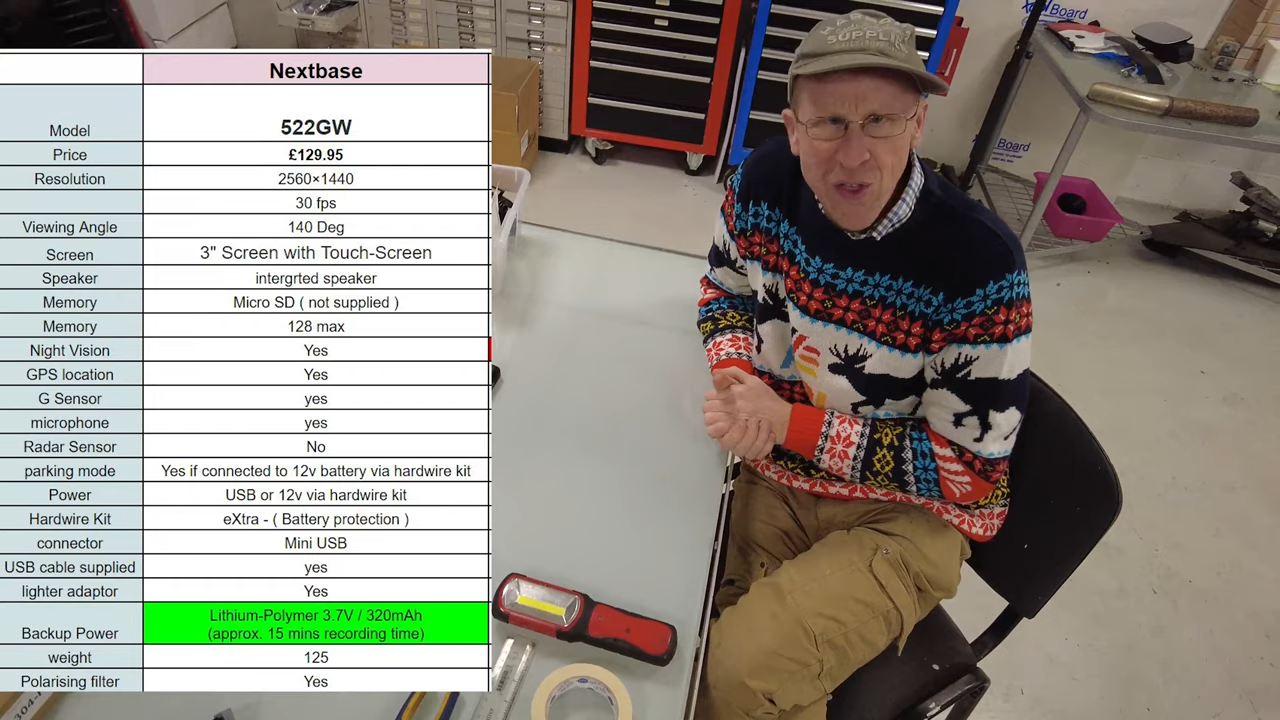 Nextbase
Model 522GW
Price £129.95
Resolution 2560×1440
30 fps
Viewing Angle 140 Deg
Screen 3" Screen with Touch-Screen
Speaker intergrted speaker
Memory Micro SD ( not supplied )
Memory 128 max
Night Vision Yes
GPS location Yes
G Sensor yes
microphone yes
Radar Sensor No
parking mode Yes if connected to 12v battery via hardwire kit
Power USB or 12v via hardwire kit
Hardwire Kit eXtra - ( Battery protection )
connector Mini USB
USB cable supplied yes
lighter adaptor Yes
Backup Power Lithium-Polymer 3.7V / 320mAh
(approx. 15 mins recording time)
weight 125
Polarising filter Yes
SUPPLI
Board
Board
304-